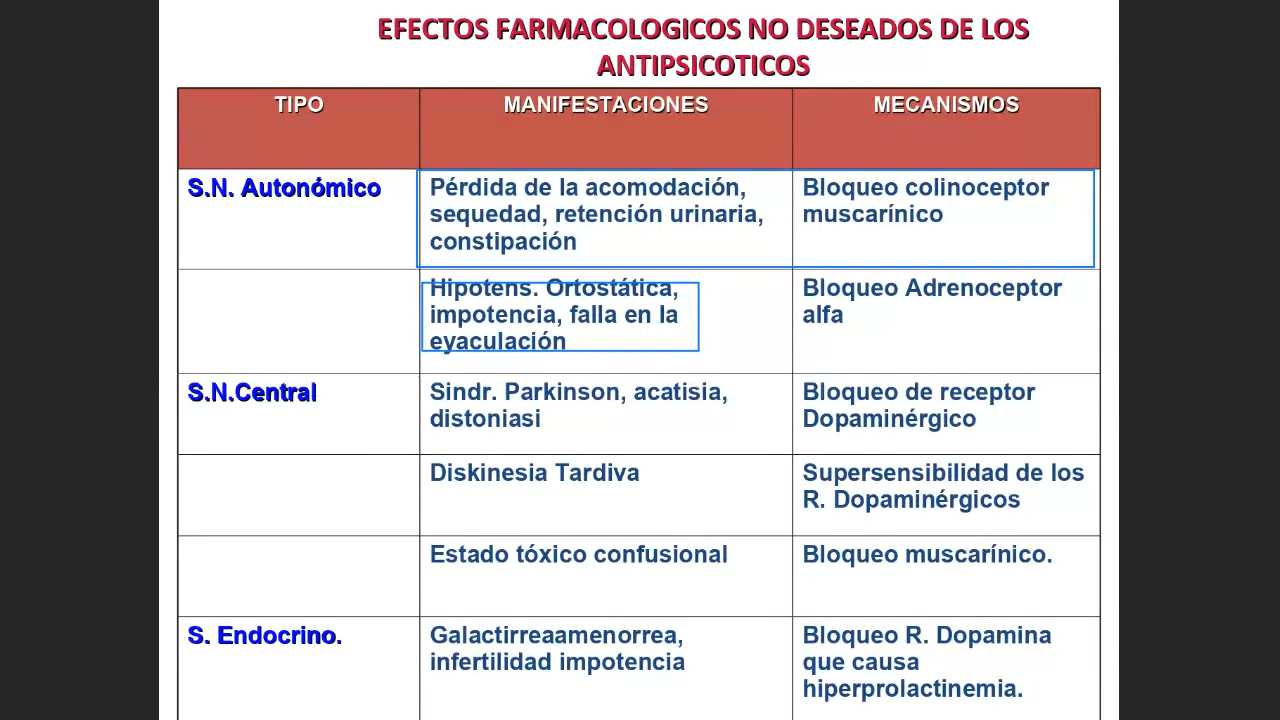 EFECTOS FARMACOLOGICOS NO DESEADOS DE LOS
ANTIPSICOTICOS
TIPO
MANIFESTACIONES
MECANISMOS
S.N. Autonómico
Pérdida de la acomodación,
sequedad, retención urinaria,
constipación
Bloqueo colinoceptor
muscarínico
Hipotens. Ortostática,
impotencia, falla en la
eyaculación
Bloqueo Adrenoceptor
alfa
S.N.Central
Sindr. Parkinson, acatisia,
distoniasi
Bloqueo de receptor
Dopaminérgico
Diskinesia Tardiva
Supersensibilidad de los
R. Dopaminérgicos
Estado tóxico confusional
Bloqueo muscarínico.
S. Endocrino.
Galactirreaamenorrea,
infertilidad impotencia
Bloqueo R. Dopamina
que causa
hiperprolactinemia.